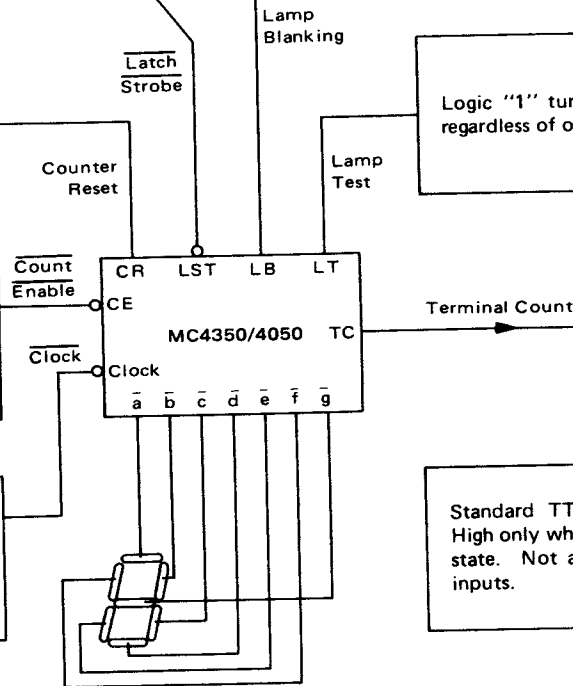 Lamp
Blanking
Latch
Strobe
Logic "1" tur
regardless of o
Counter
Reset
Lamp
Test
Count
Enable
CR LST LB LT
CE
MC4350/4050 TC
Terminal Count
Clock
Clock
a̅ b̅ c̅ d̅ e̅ f̅ g̅
Standard TT
High only wh
state. Not a
inputs.